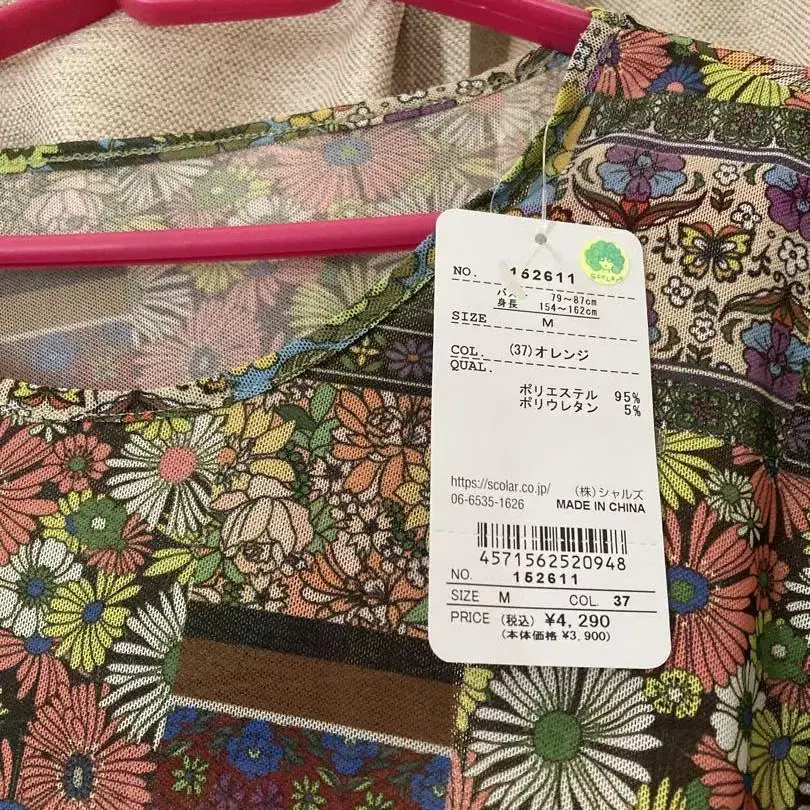 NO. 152611
79～87cm
身長 154～162cm
SIZE M
COL. (37)オレンジ
QUAL.
ポリエステル 95%
ポリウレタン 5%
https://scolar.co.jp/ (株)シャルズ
06-6535-1626 MADE IN CHINA
4571562520948
NO. 152611
SIZE M COL. 37
PRICE (税込) ¥4,290
(本体価格 ¥3,900)